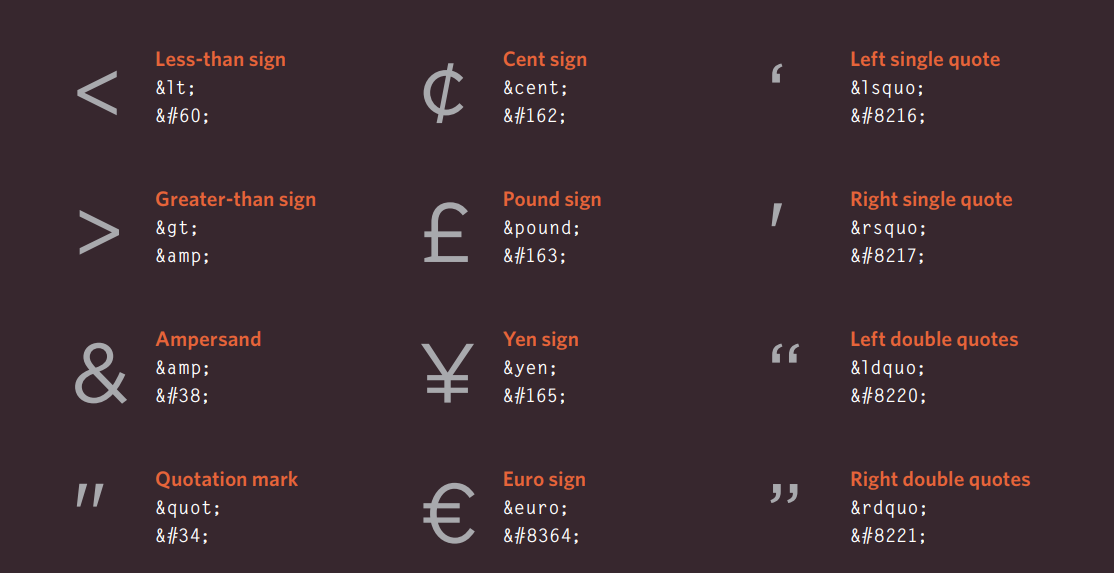 <
Less-than sign
&lt;
&#60;
>
Greater-than sign
&gt;
&amp;
&
Ampersand
&amp;
&#38;
"
Quotation mark
&quot;
&#34;
¢
Cent sign
&cent;
&#162;
£
Pound sign
&pound;
&#163;
¥
Yen sign
&yen;
&#165;
€
Euro sign
&euro;
&#8364;
‘
Left single quote
&lsquo;
&#8216;
'
Right single quote
&rsquo;
&#8217;
“
Left double quotes
&ldquo;
&#8220;
”
Right double quotes
&rdquo;
&#8221;